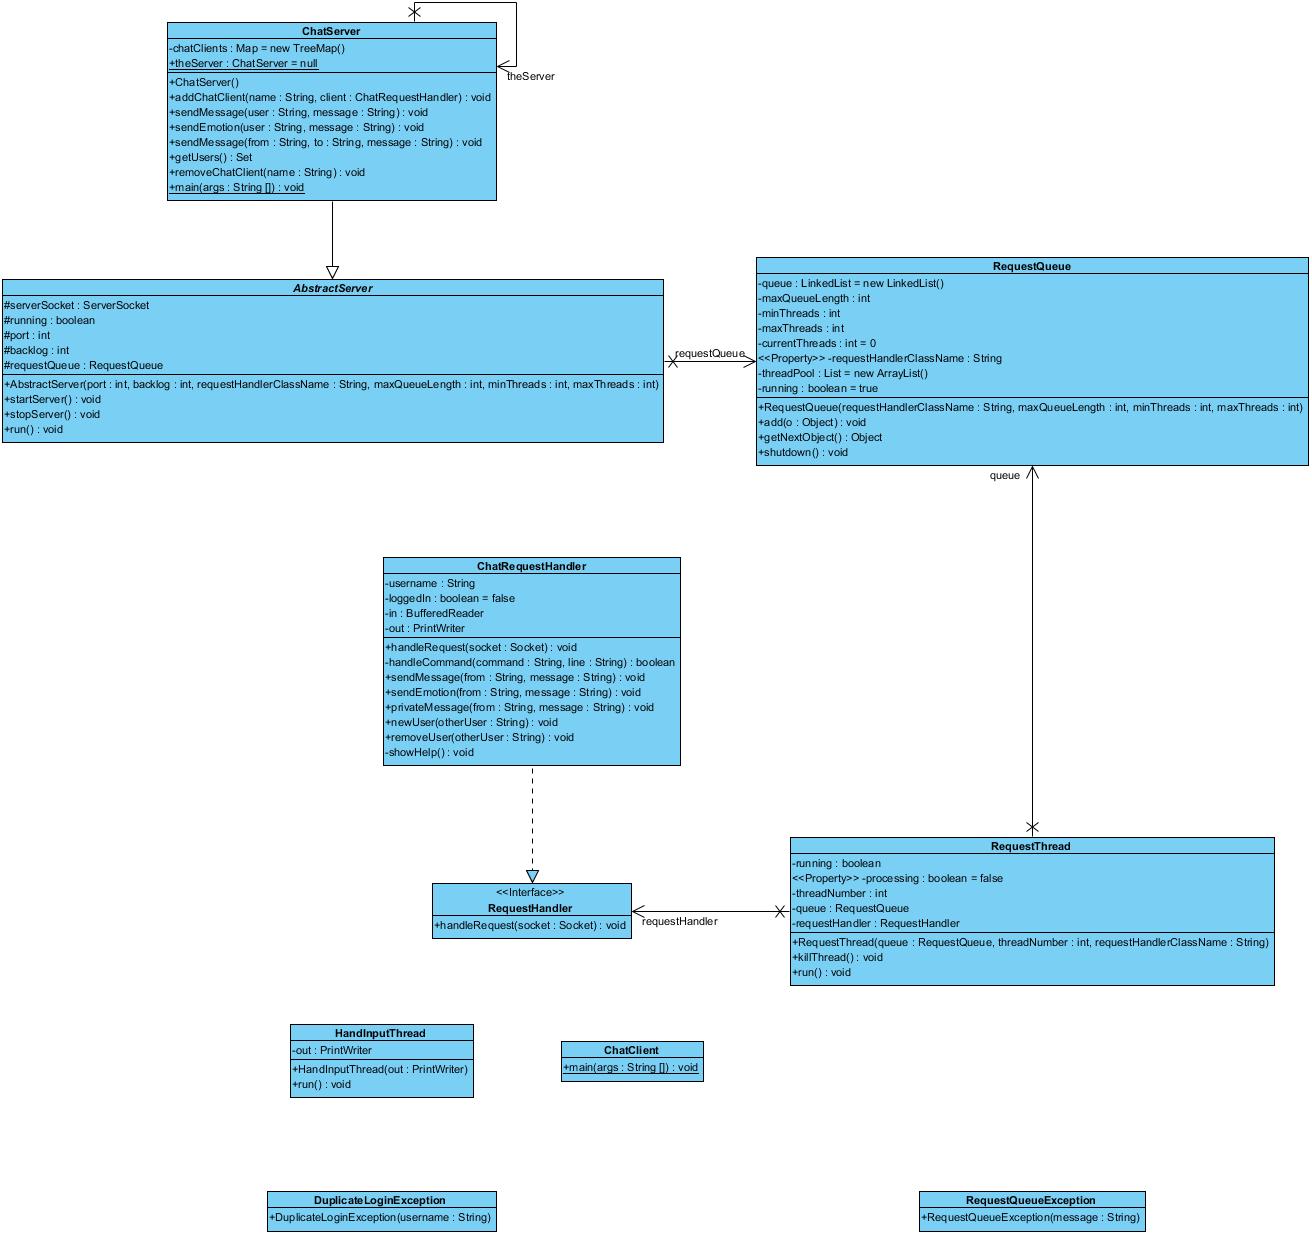 ChatServer
-chatClients : Map = new TreeMap()
+theServer : ChatServer = null
+ChatServer()
+addChatClient(name : String, client : ChatRequestHandler) : void
+sendMessage(user : String, message : String) : void
+sendEmotion(user : String, message : String) : void
+sendMessage(from : String, to : String, message : String) : void
+getUsers() : Set
+removeChatClient(name : String) : void
+main(args : String []) : void
theServer
AbstractServer
#serverSocket : ServerSocket
#running : boolean
#port : int
#backlog : int
#requestQueue : RequestQueue
+AbstractServer(port : int, backlog : int, requestHandlerClassName : String, maxQueueLength : int, minThreads : int, maxThreads : int)
+startServer() : void
+stopServer() : void
+run() : void
requestQueue
RequestQueue
-queue : LinkedList = new LinkedList()
-maxQueueLength : int
-minThreads : int
-maxThreads : int
-currentThreads : int = 0
<<Property>> -requestHandlerClassName : String
-threadPool : List = new ArrayList()
-running : boolean = true
+RequestQueue(requestHandlerClassName : String, maxQueueLength : int, minThreads : int, maxThreads : int)
+add(o : Object) : void
+getNextObject() : Object
+shutdown() : void
queue
ChatRequestHandler
-username : String
-loggedIn : boolean = false
-in : BufferedReader
-out : PrintWriter
+handleRequest(socket : Socket) : void
-handleCommand(command : String, line : String) : boolean
+sendMessage(from : String, message : String) : void
+sendEmotion(from : String, message : String) : void
+privateMessage(from : String, message : String) : void
+newUser(otherUser : String) : void
+removeUser(otherUser : String) : void
-showHelp() : void
<<Interface>>
RequestHandler
+handleRequest(socket : Socket) : void
requestHandler
RequestThread
-running : boolean
<<Property>> -processing : boolean = false
-threadNumber : int
-queue : RequestQueue
-requestHandler : RequestHandler
+RequestThread(queue : RequestQueue, threadNumber : int, requestHandlerClassName : String)
+killThread() : void
+run() : void
HandInputThread
-out : PrintWriter
+HandInputThread(out : PrintWriter)
+run() : void
ChatClient
+main(args : String []) : void
DuplicateLoginException
+DuplicateLoginException(username : String)
RequestQueueException
+RequestQueueException(message : String)